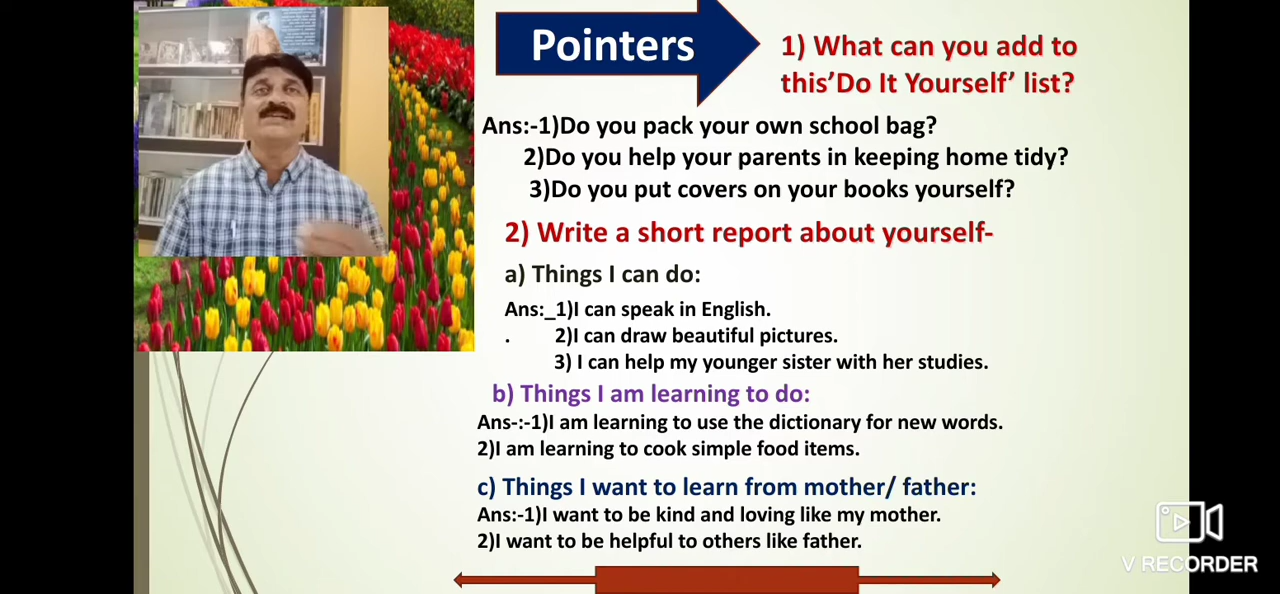 Pointers
1) What can you add to
this'Do It Yourself' list?
Ans:-1)Do you pack your own school bag?
2)Do you help your parents in keeping home tidy?
3)Do you put covers on your books yourself?
2) Write a short report about yourself-
a) Things I can do:
Ans:_1)I can speak in English.
. 2)I can draw beautiful pictures.
3) I can help my younger sister with her studies.
b) Things I am learning to do:
Ans-:-1)I am learning to use the dictionary for new words.
2)I am learning to cook simple food items.
c) Things I want to learn from mother/ father:
Ans:-1)I want to be kind and loving like my mother.
2)I want to be helpful to others like father.
V RECORDER